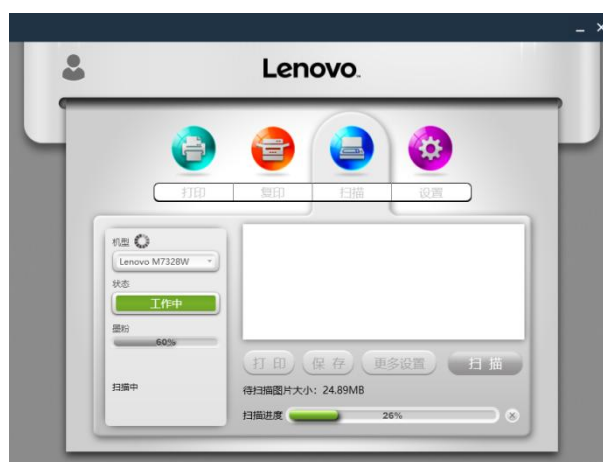 Lenovo
打印 复印 扫描 设置
机型
Lenovo M7328W
状态
工作中
墨粉
60%
扫描中
打印 保存 更多设置 扫描
待扫描图片大小：24.89MB
扫描进度 26%